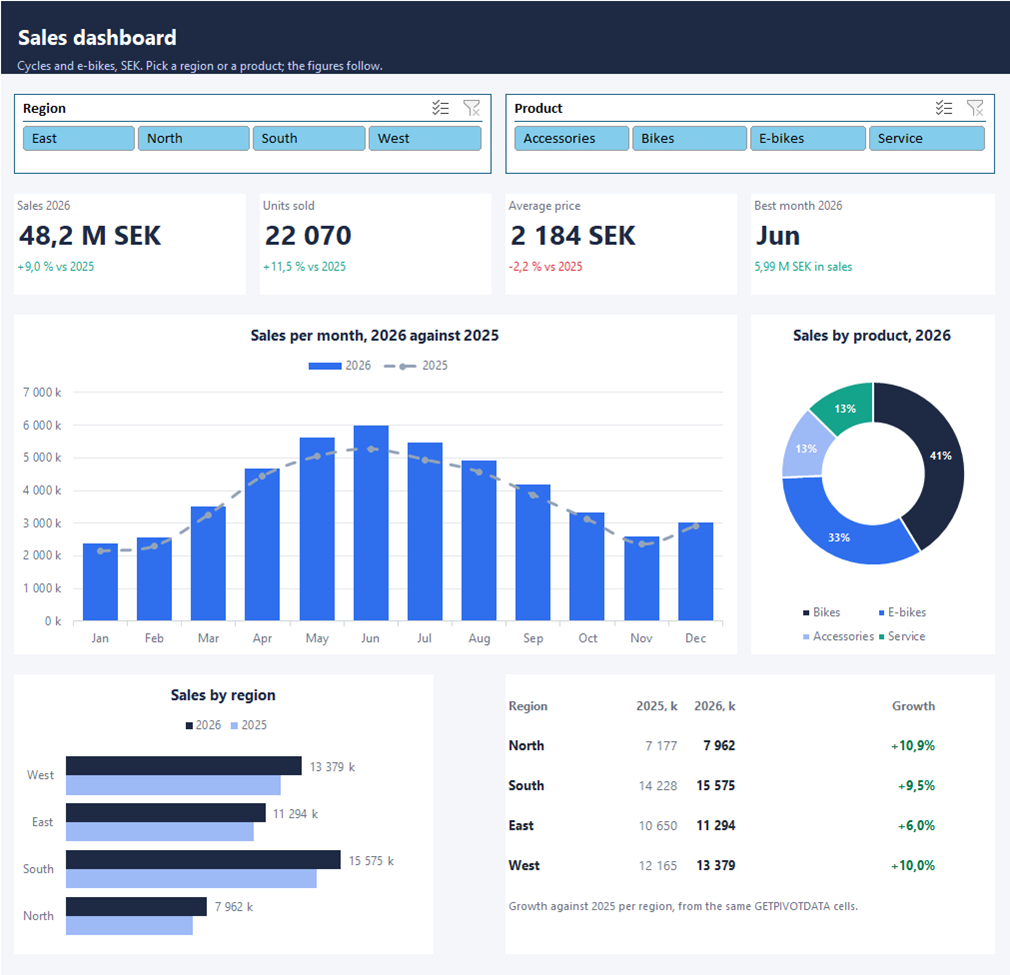 Sales dashboard
Cycles and e-bikes, SEK. Pick a region or a product; the figures follow.
Region
East North South West
Product
Accessories Bikes E-bikes Service
Sales 2026
48,2 M SEK
+9,0 % vs 2025
Units sold
22 070
+11,5 % vs 2025
Average price
2 184 SEK
-2,2 % vs 2025
Best month 2026
Jun
5,99 M SEK in sales
Sales per month, 2026 against 2025
2026 2025
7 000 k
6 000 k
5 000 k
4 000 k
3 000 k
2 000 k
1 000 k
0 k
Jan Feb Mar Apr May Jun Jul Aug Sep Oct Nov Dec
Sales by product, 2026
13%
13%
41%
33%
Bikes E-bikes
Accessories Service
Sales by region
2026 2025
West 13 379 k
East 11 294 k
South 15 575 k
North 7 962 k
Region 2025, k 2026, k Growth
North 7 177 7 962 +10,9%
South 14 228 15 575 +9,5%
East 10 650 11 294 +6,0%
West 12 165 13 379 +10,0%
Growth against 2025 per region, from the same GETPIVOTDATA cells.